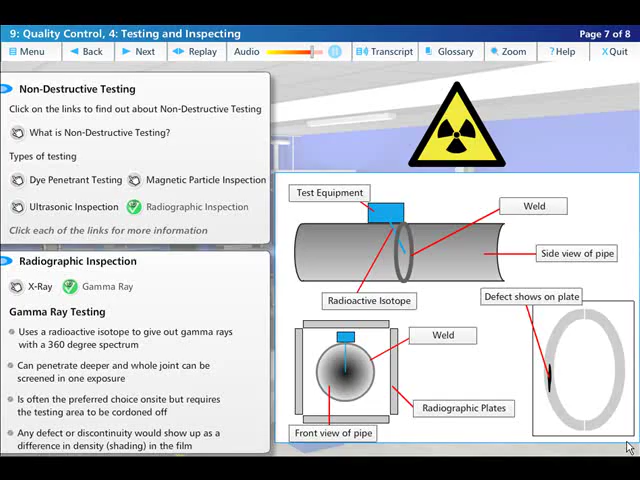 9: Quality Control, 4: Testing and Inspecting
Page 7 of 8
Menu
Back
Next
Replay
Audio
Transcript
Glossary
Zoom
?Help
XQuit
Non-Destructive Testing
Click on the links to find out about Non-Destructive Testing
What is Non-Destructive Testing?
Types of testing
Dye Penetrant Testing
Magnetic Particle Inspection
Ultrasonic Inspection
Radiographic Inspection
Click each of the links for more information
Radiographic Inspection
X-Ray
Gamma Ray
Gamma Ray Testing
Uses a radioactive isotope to give out gamma rays
with a 360 degree spectrum
Can penetrate deeper and whole joint can be
screened in one exposure
Is often the preferred choice onsite but requires
the testing area to be cordoned off
Any defect or discontinuity would show up as a
difference in density (shading) in the film
Test Equipment
Weld
Side view of pipe
Radioactive Isotope
Defect shows on plate
Weld
Radiographic Plates
Front view of pipe